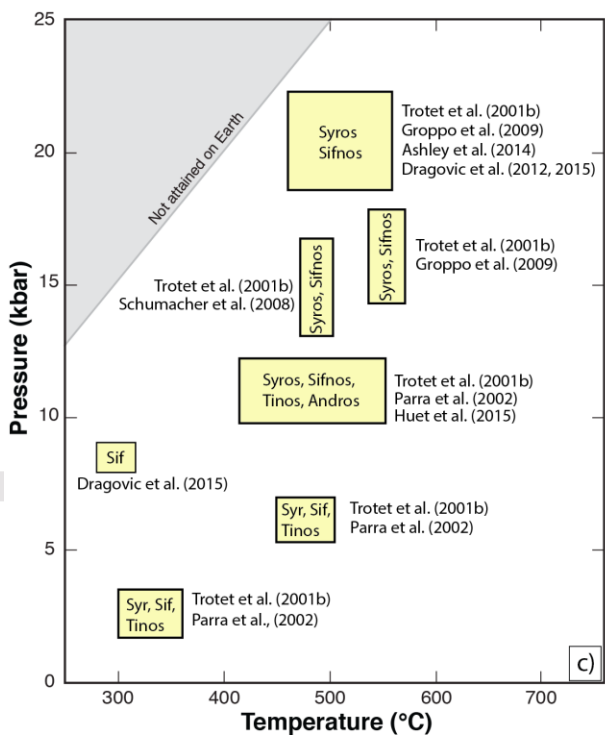 25
20
15
10
5
0
Pressure (kbar)
Not attained on Earth
Syros
Sifnos
Trotet et al. (2001b)
Groppo et al. (2009)
Ashley et al. (2014)
Dragovic et al. (2012, 2015)
Syros, Sifnos
Trotet et al. (2001b)
Groppo et al. (2009)
Trotet et al. (2001b)
Schumacher et al. (2008)
Syros, Sifnos
Syros, Sifnos,
Tinos, Andros
Trotet et al. (2001b)
Parra et al. (2002)
Huet et al. (2015)
Sif
Dragovic et al. (2015)
Syr, Sif,
Tinos
Trotet et al. (2001b)
Parra et al. (2002)
Syr, Sif,
Tinos
Trotet et al. (2001b)
Parra et al., (2002)
c)
300
400
500
600
700
Temperature (°C)